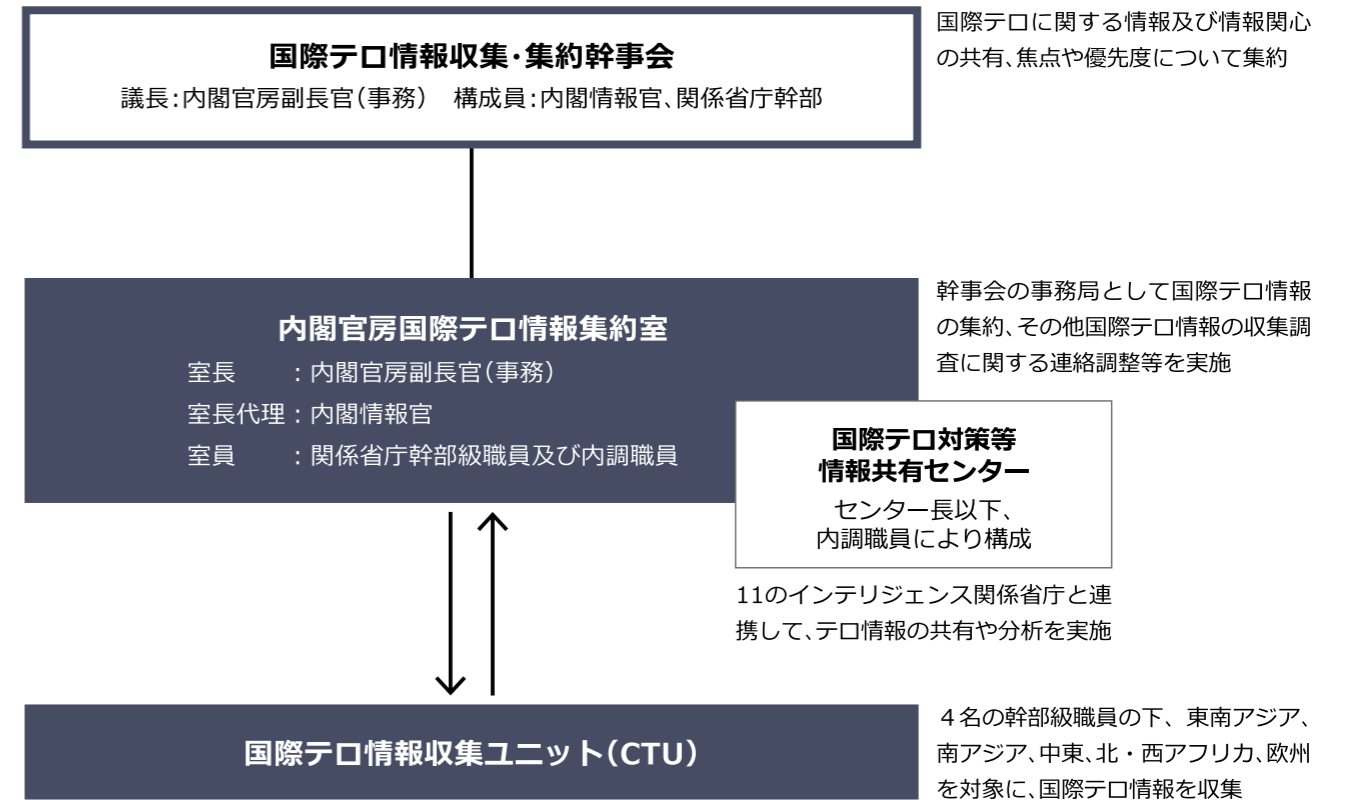 国際テロ情報収集・集約幹事会
議長：内閣官房副長官（事務）　構成員：内閣情報官、関係省庁幹部
国際テロに関する情報及び情報関心
の共有、焦点や優先度について集約
内閣官房国際テロ情報集約室
室長　　：内閣官房副長官（事務）
室長代理：内閣情報官
室員　　：関係省庁幹部級職員及び内調職員
幹事会の事務局として国際テロ情報
の集約、その他国際テロ情報の収集調
査に関する連絡調整等を実施
国際テロ対策等
情報共有センター
センター長以下、
内調職員により構成
11のインテリジェンス関係省庁と連
携して、テロ情報の共有や分析を実施
国際テロ情報収集ユニット（CTU）
４名の幹部級職員の下、東南アジア、
南アジア、中東、北・西アフリカ、欧州
を対象に、国際テロ情報を収集